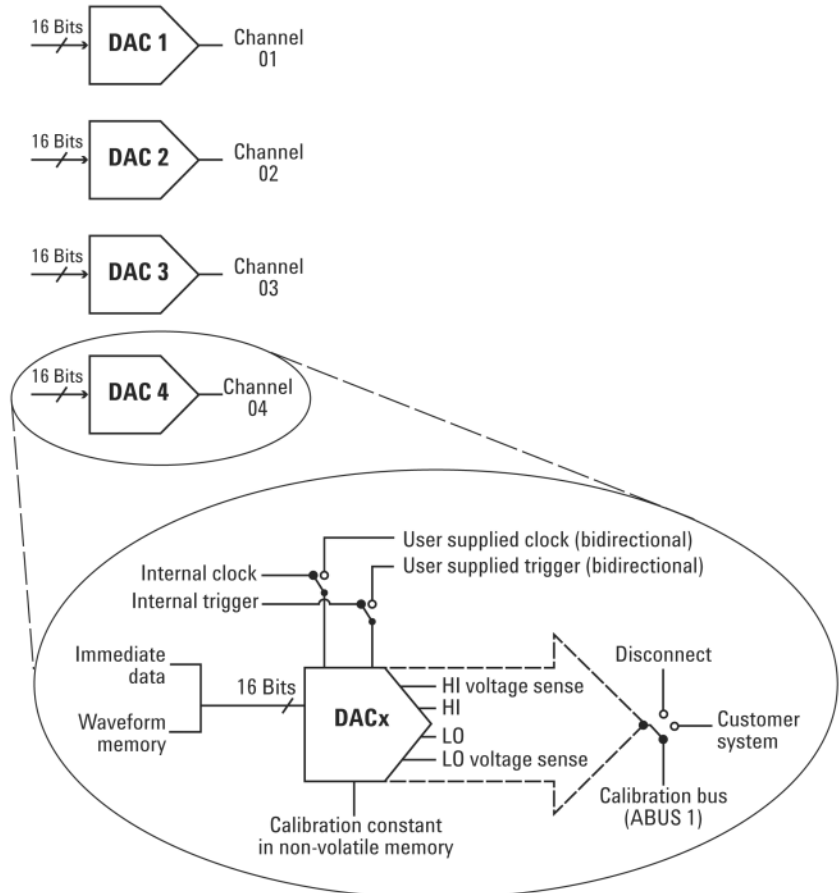 16 Bits
DAC 1
Channel
01
16 Bits
DAC 2
Channel
02
16 Bits
DAC 3
Channel
03
16 Bits
DAC 4
Channel
04
User supplied clock (bidirectional)
Internal clock
User supplied trigger (bidirectional)
Internal trigger
Immediate
data
Waveform
memory
16 Bits
DACx
HI voltage sense
HI
LO
LO voltage sense
Disconnect
Customer
system
Calibration bus
(ABUS 1)
Calibration constant
in non-volatile memory